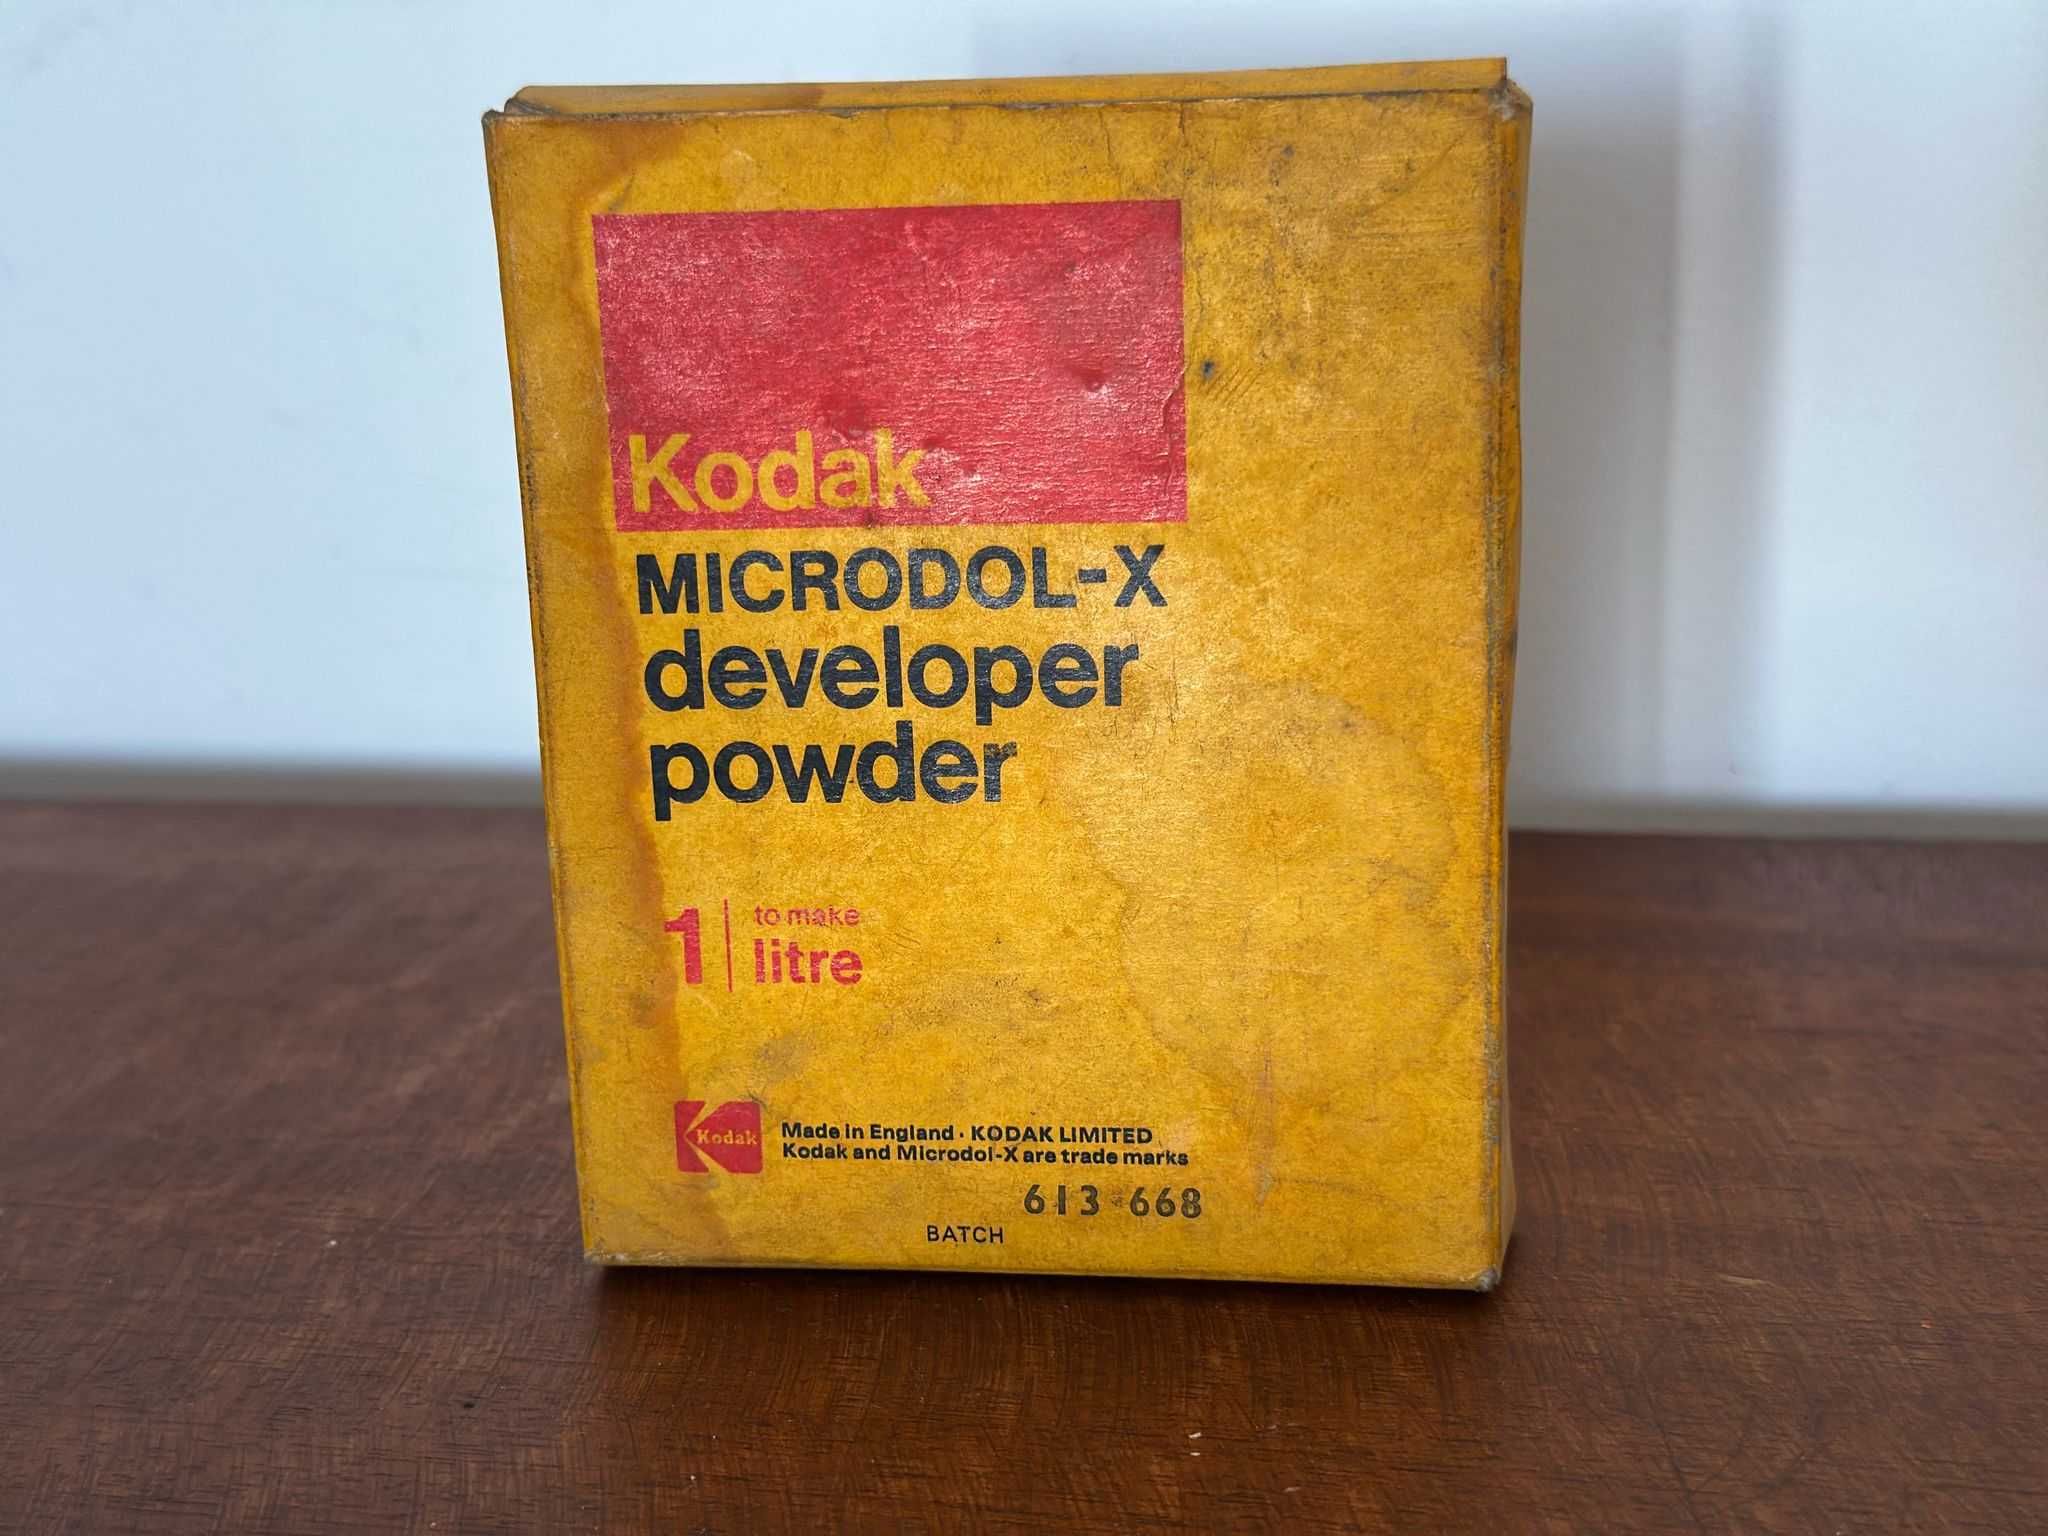 Kodak
MICRODOL-X
developer
powder
1 to make
litre
Kodak
Made in England · KODAK LIMITED
Kodak and Microdol-X are trade marks
613 668
BATCH